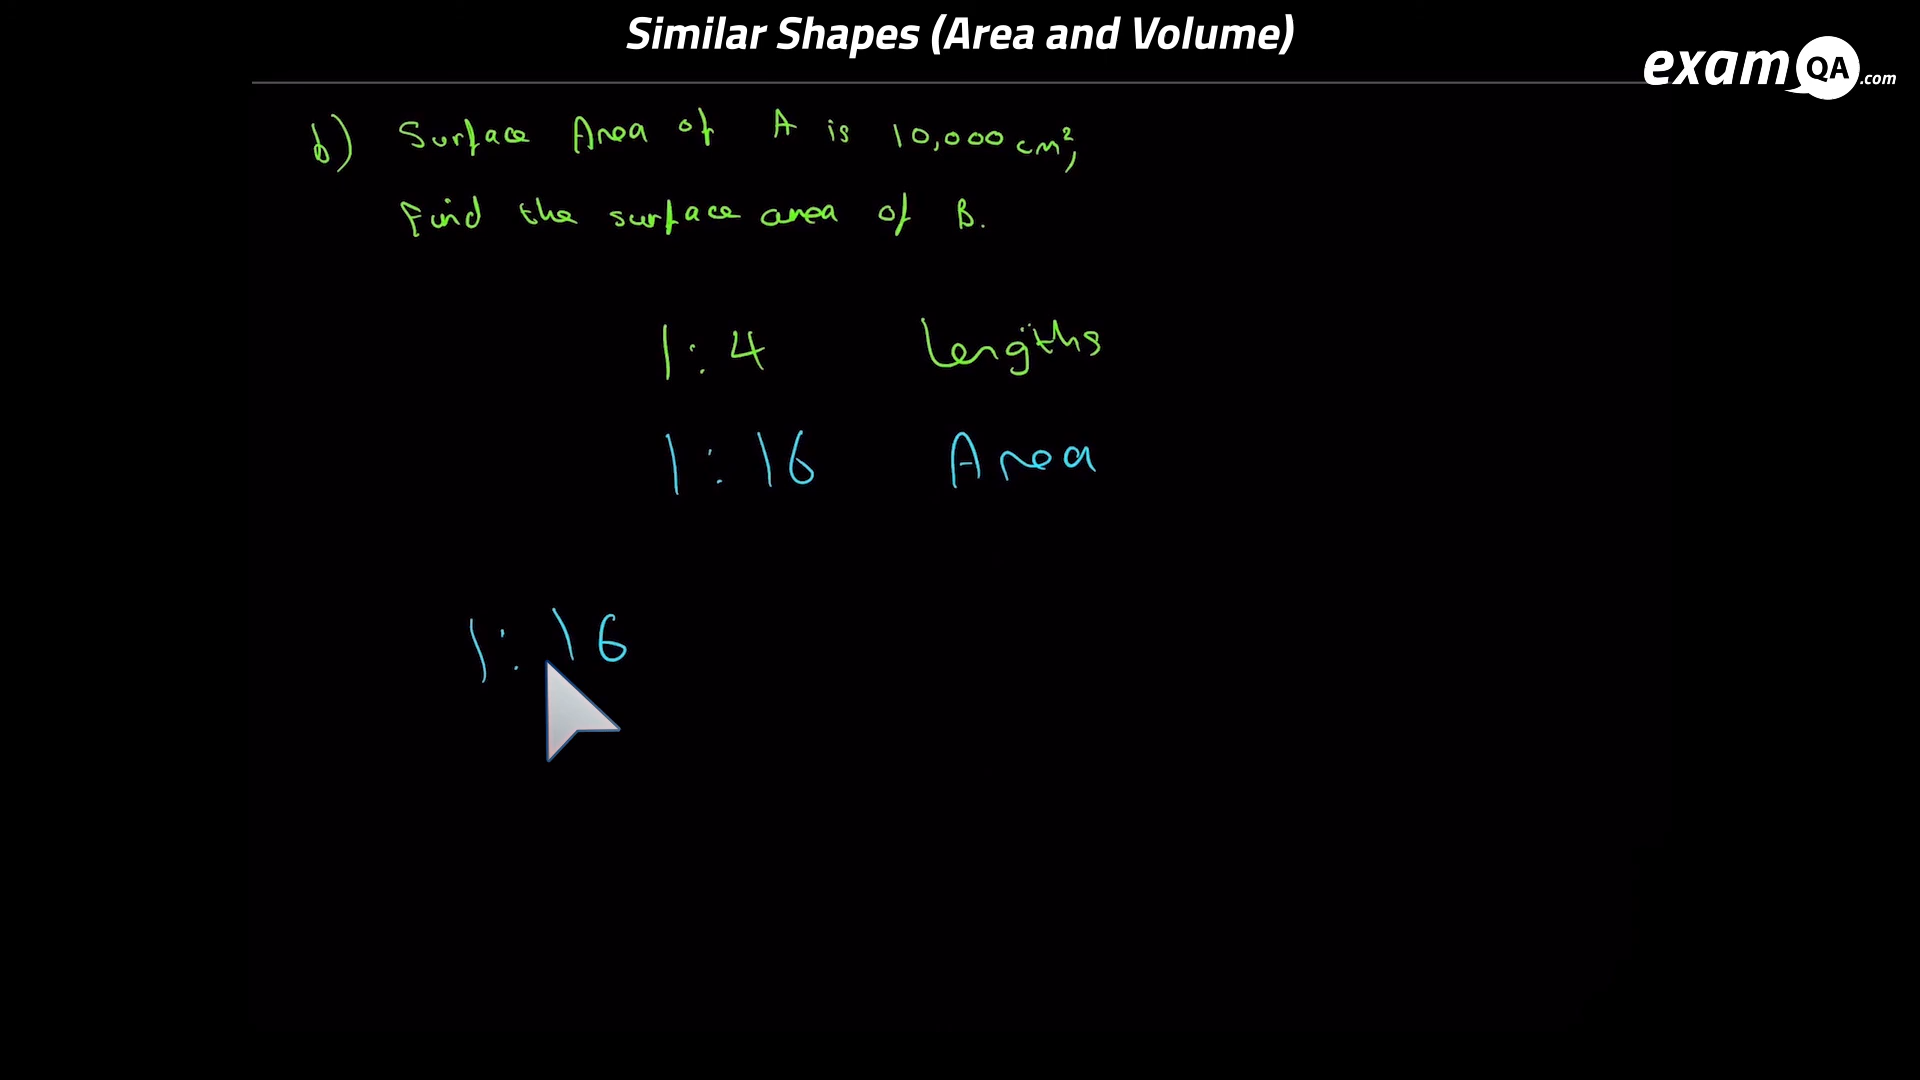 Similar Shapes (Area and Volume)
examQA.com
b) Surface Area of A is 10,000 cm²,
Find the surface area of B.
1 : 4 Lengths
1 : 16 Area
1 : 16